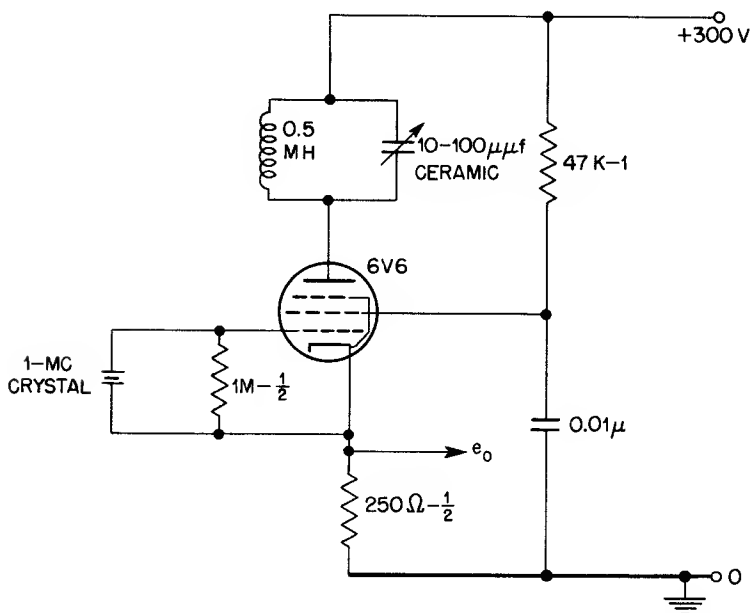 +300 V
0.5
MH
10-100μμf
CERAMIC
47 K-1
6V6
1-MC
CRYSTAL
1M-½
0.01μ
e₀
250Ω-½
0